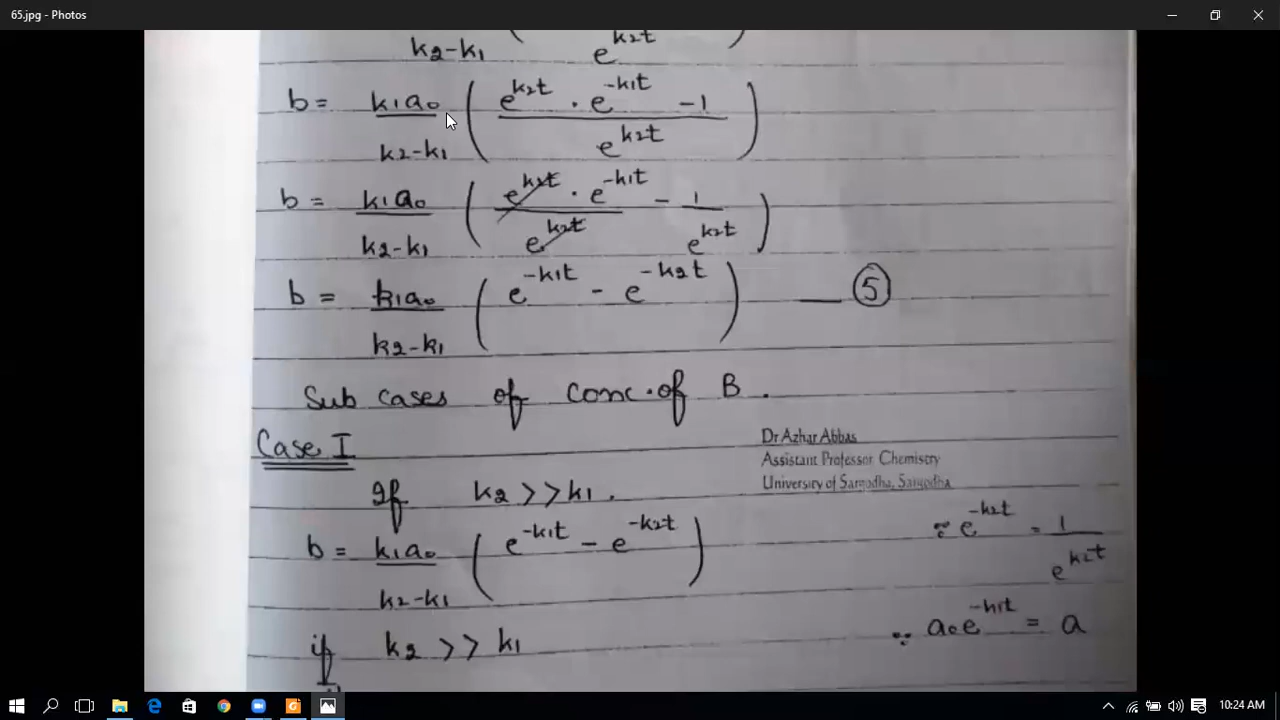 65.jpg - Photos
k₂-k₁ ( e^k₂t )
b = k₁a₀ / k₂-k₁ ( e^k₂t . e^-k₁t - 1 / e^k₂t )
b = k₁a₀ / k₂-k₁ ( e^k₂t . e^-k₁t / e^k₂t - 1 / e^k₂t )
b = k₁a₀ / k₂-k₁ ( e^-k₁t - e^-k₂t ) — 5
Sub cases of conc. of B .
Case I
Dr Azhar Abbas
Assistant Professor Chemistry
University of Sargodha, Sargodha
If k₂ >> k₁ .
b = k₁a₀ / k₂-k₁ ( e^-k₁t - e^-k₂t )
∵ e^-k₂t = 1 / e^k₂t
if k₂ >> k₁
∵ a₀e^-k₁t = a
10:24 AM